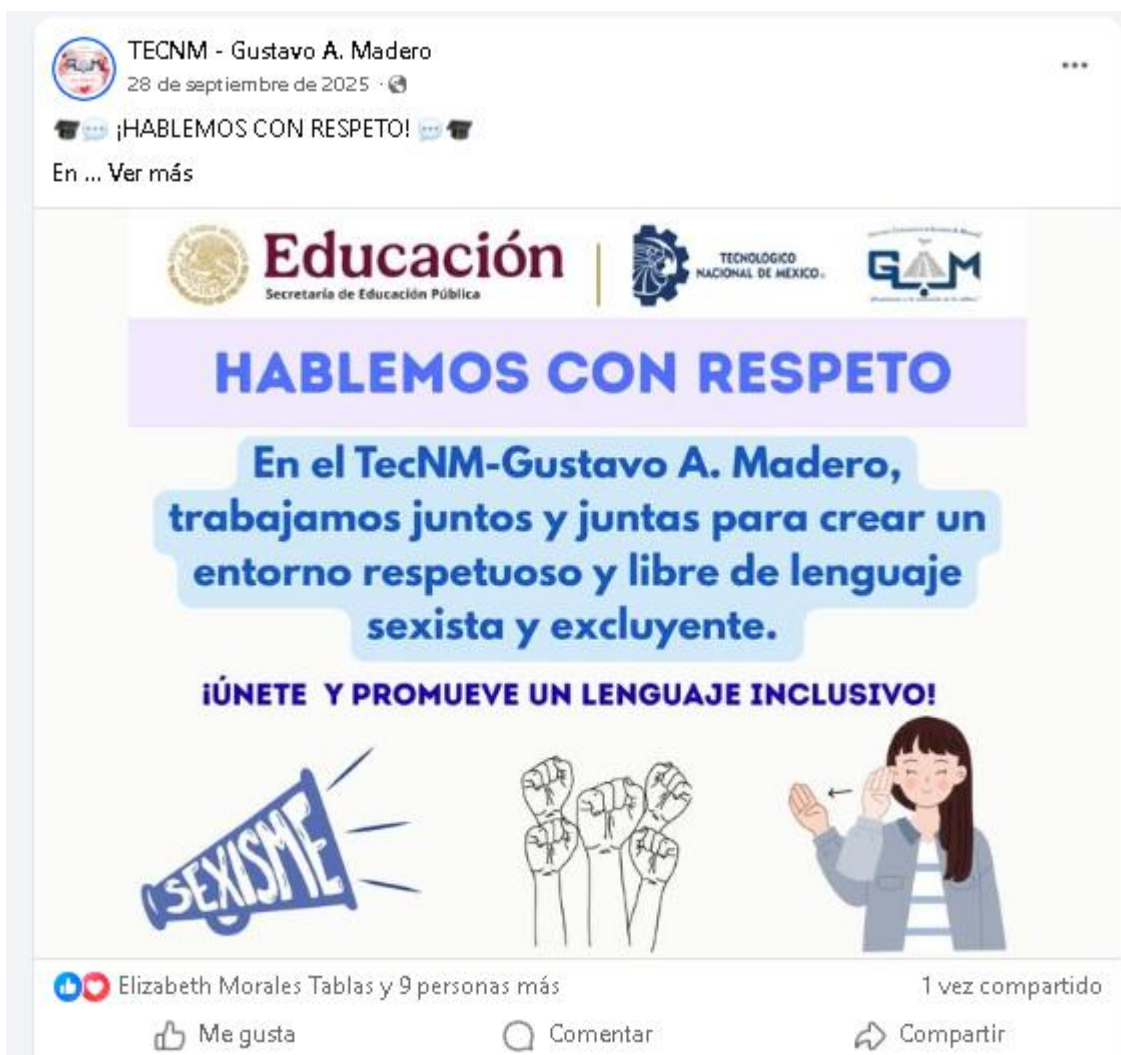 TECNM - Gustavo A. Madero
28 de septiembre de 2025 ·
¡HABLEMOS CON RESPETO!
En ... Ver más
Educación
Secretaría de Educación Pública
TECNOLOGICO
NACIONAL DE MEXICO
GAM
HABLEMOS CON RESPETO
En el TecNM-Gustavo A. Madero,
trabajamos juntos y juntas para crear un
entorno respetuoso y libre de lenguaje
sexista y excluyente.
¡ÚNETE Y PROMUEVE UN LENGUAJE INCLUSIVO!
SEXISME
Elizabeth Morales Tablas y 9 personas más
1 vez compartido
Me gusta
Comentar
Compartir